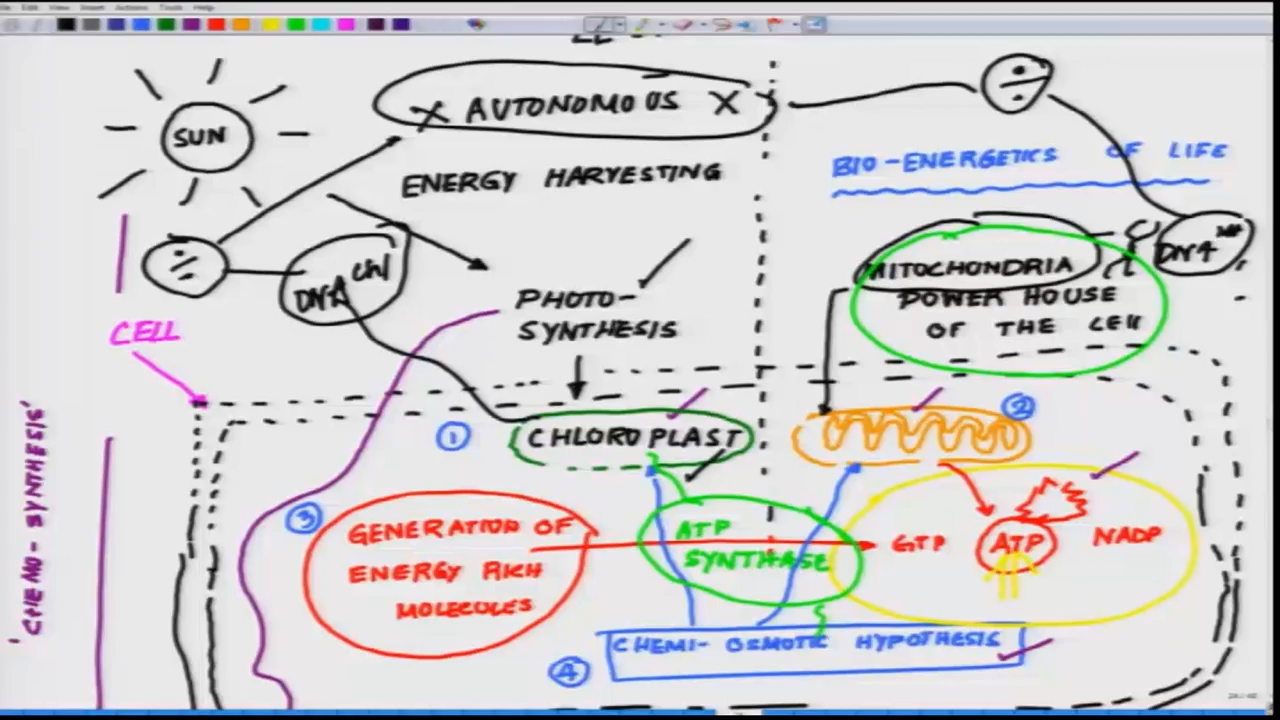 SUN
X AUTONOMOUS X
ENERGY HARVESTING
BIO-ENERGETICS OF LIFE
DNA
DNA
MITOCHONDRIA
POWER HOUSE
OF THE CELL
PHOTO-
SYNTHESIS
CELL
'CHEMO-SYNTHESIS'
①
CHLOROPLAST
②
③
GENERATION OF
ENERGY RICH
MOLECULES
ATP
SYNTHASE
GTP
ATP
NADP
④
CHEMI-OSMOTIC HYPOTHESIS